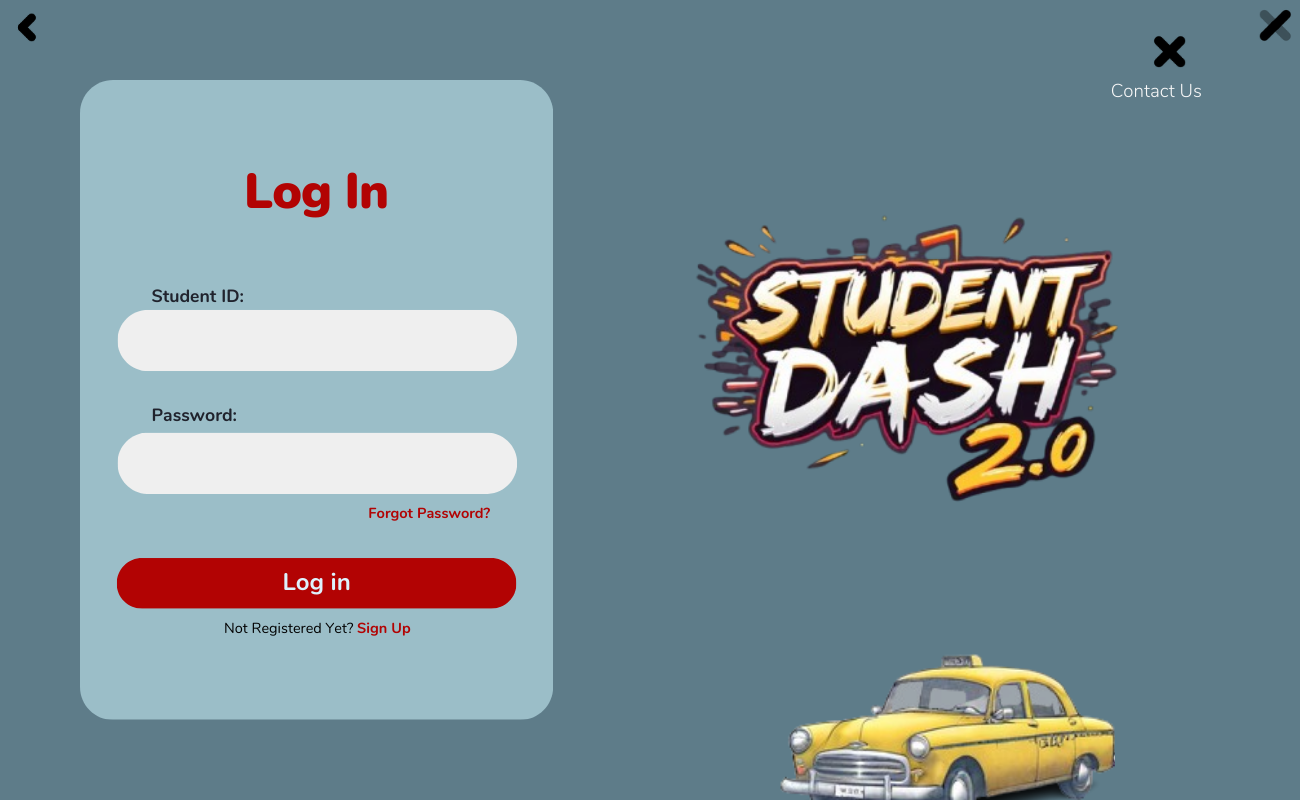 Contact Us
Log In
Student ID:
Password:
Forgot Password?
Log in
Not Registered Yet? Sign Up
STUDENT
DASH
2.0